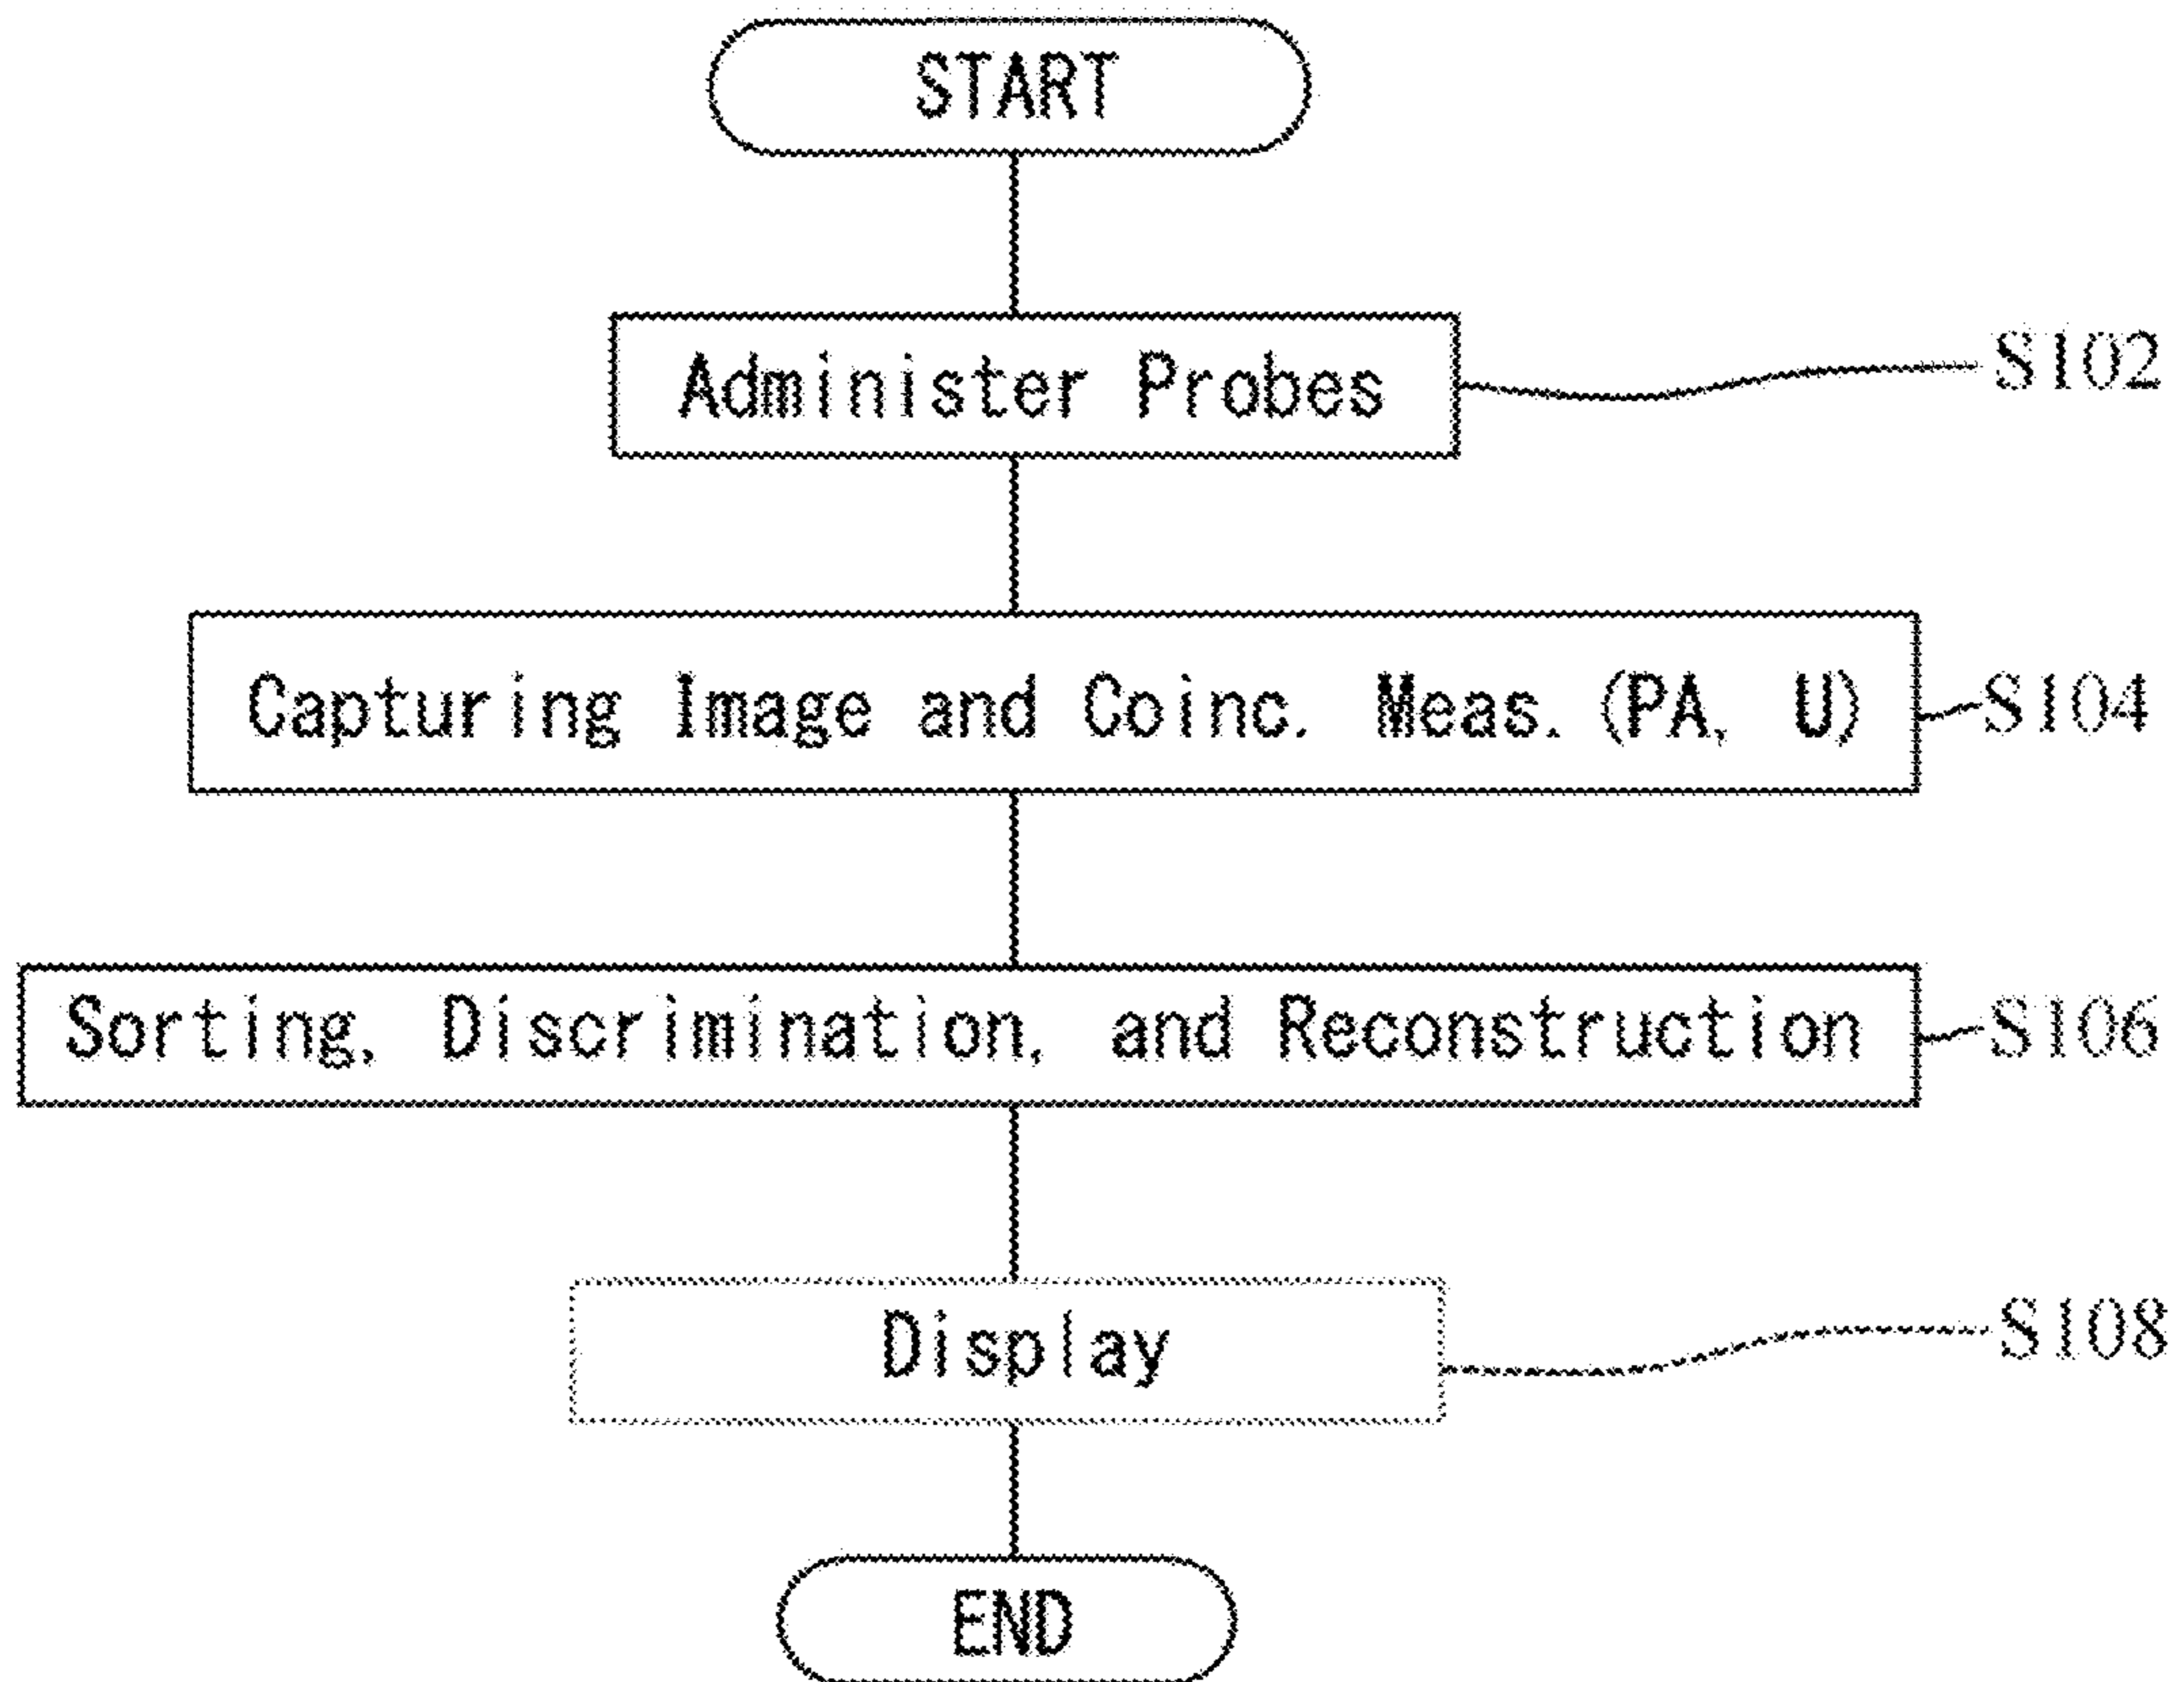 START
Administer Probes
S102
Capturing Image and Coinc. Meas. (PA, U)
S104
Sorting, Discrimination, and Reconstruction
S106
Display
S108
END